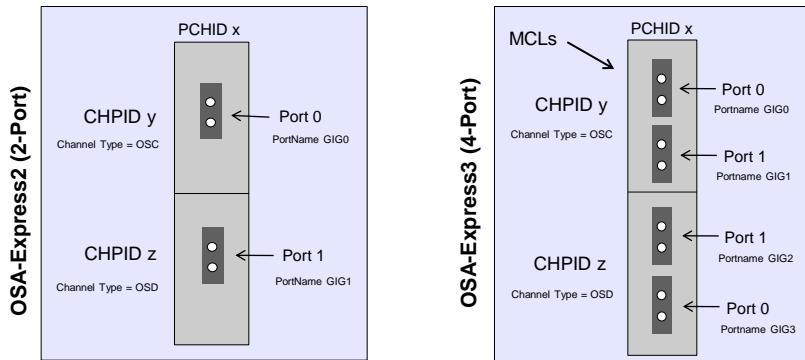 OSA-Express2 (2-Port)
PCHID x
CHPID y
Channel Type = OSC
Port 0
PortName GIG0
CHPID z
Channel Type = OSD
Port 1
PortName GIG1
OSA-Express3 (4-Port)
PCHID x
MCLs
CHPID y
Channel Type = OSC
Port 0
Portname GIG0
Port 1
Portname GIG1
CHPID z
Channel Type = OSD
Port 1
Portname GIG2
Port 0
Portname GIG3